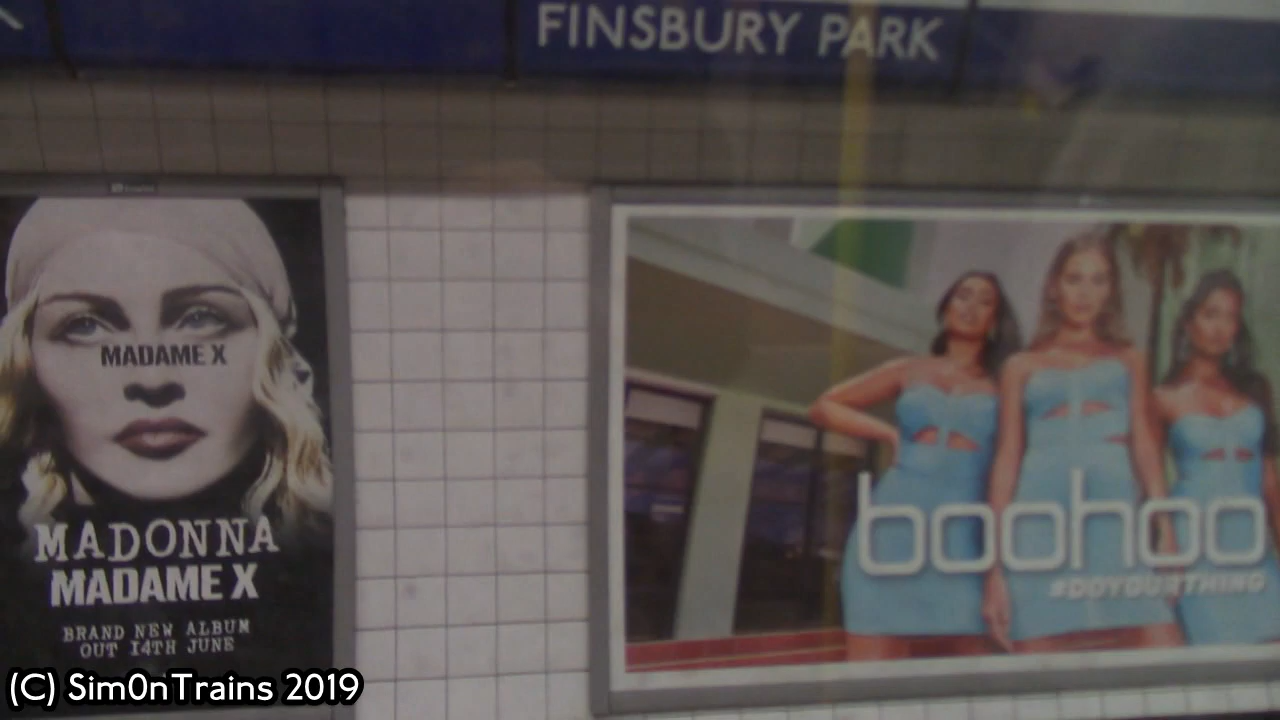 FINSBURY PARK
MADAME X
MADONNA
MADAME X
BRAND NEW ALBUM
OUT 14TH JUNE
boohoo
#DOYOURTHING
(C) Sim0nTrains 2019